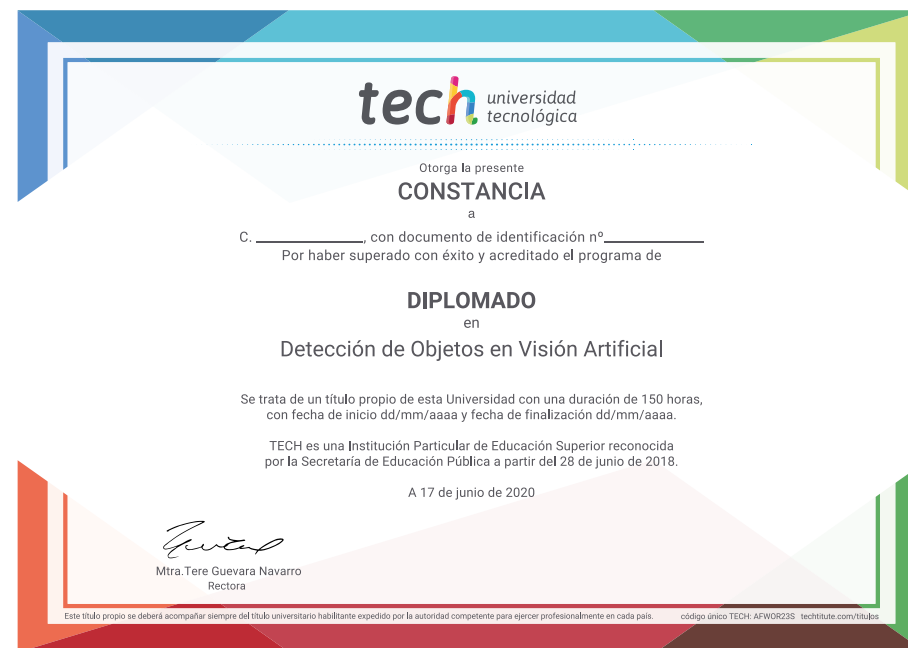 tech universidad
tecnológica
Otorga la presente
CONSTANCIA
a
C. ____________, con documento de identificación nº____________
Por haber superado con éxito y acreditado el programa de
DIPLOMADO
en
Detección de Objetos en Visión Artificial
Se trata de un título propio de esta Universidad con una duración de 150 horas,
con fecha de inicio dd/mm/aaaa y fecha de finalización dd/mm/aaaa.
TECH es una Institución Particular de Educación Superior reconocida
por la Secretaría de Educación Pública a partir del 28 de junio de 2018.
A 17 de junio de 2020
Mtra.Tere Guevara Navarro
Rectora
Este título propio se deberá acompañar siempre del título universitario habilitante expedido por la autoridad competente para ejercer profesionalmente en cada país. código único TECH: AFWOR23S techtitute.com/titulos